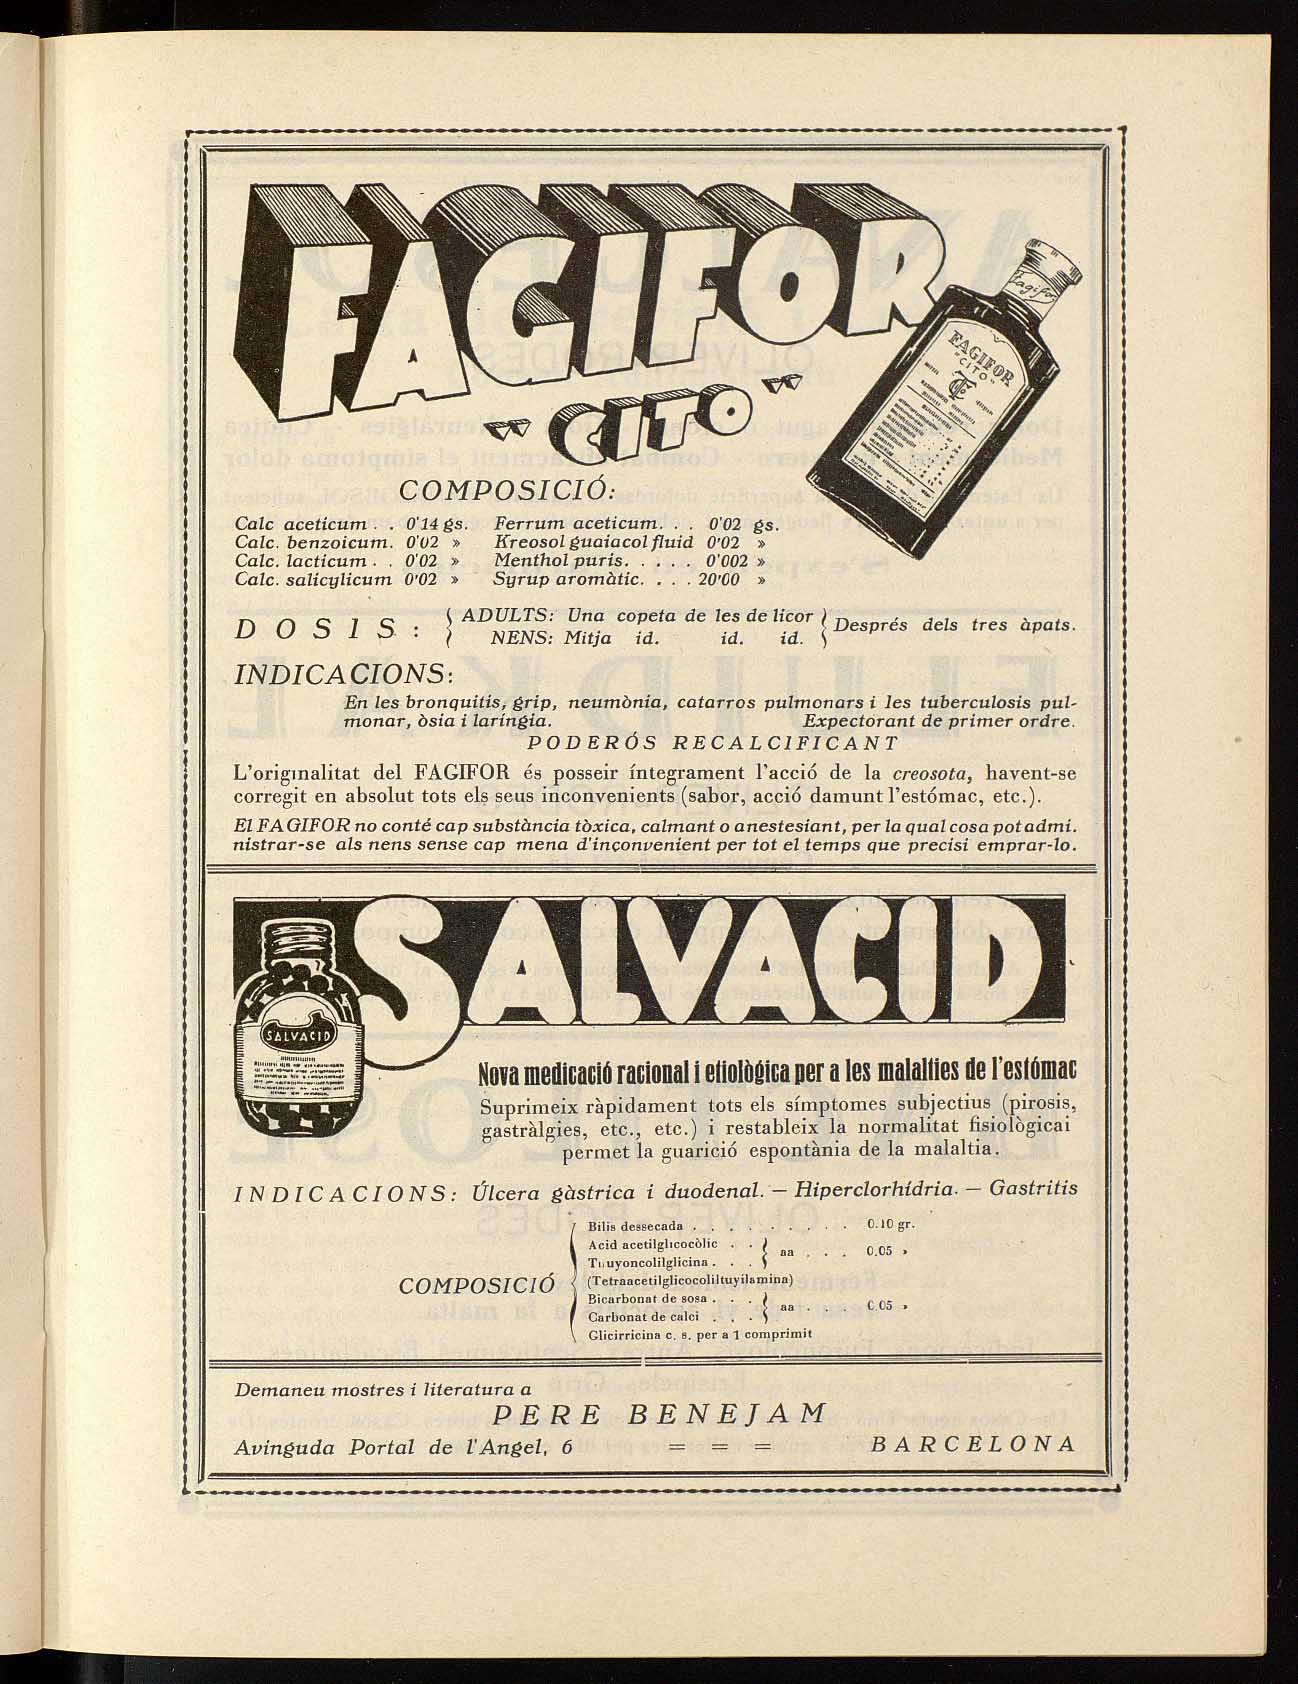 FAGIFOR
"CITO"
Fagifor
FAGIFOR
"CITO"
COMPOSICIÓ:
Calc aceticum . . 0'14 gs. Ferrum aceticum. . . 0'02 gs.
Calc. benzoicum. 0'02 » Kreosol guaiacol fluid 0'02 »
Calc. lacticum . . 0'02 » Menthol puris. . . . . 0'002 »
Calc. salicylicum 0'02 » Syrup aromàtic. . . . 20'00 »
DOSIS: { ADULTS: Una copeta de les de licor } Després dels tres àpats.
{ NENS: Mitja id. id. id. }
INDICACIONS:
En les bronquitis, grip, neumònia, catarros pulmonars i les tuberculosis pul-
monar, òsia i laríngia. Expectorant de primer ordre.
PODERÓS RECALCIFICANT
L'originalitat del FAGIFOR és posseir íntegrament l'acció de la creosota, havent-se
corregit en absolut tots els seus inconvenients (sabor, acció damunt l'estómac, etc.).
El FAGIFOR no conté cap substància tòxica, calmant o anestesiant, per la qual cosa pot admi.
nistrar-se als nens sense cap mena d'inconvenient per tot el temps que precisi emprar-lo.
SALVACID
SALVACID
Nova medicació racional i etiològica per a les malalties de l'estómac
Suprimeix ràpidament tots els símptomes subjectius (pirosis,
gastràlgies, etc., etc.) i restableix la normalitat fisiològicai
permet la guarició espontània de la malaltia.
INDICACIONS: Úlcera gàstrica i duodenal. — Hiperclorhídria. — Gastritis
COMPOSICIÓ
Bilis dessecada . . . . . . . . . 0.10 gr.
Acid acetilglicocòlic . . } aa . . . 0.05 »
Tiuyoncolilglicina . . . }
(Tetraacetilglicocoliltuyilamina)
Bicarbonat de sosa . . . } aa . . . 0.05 »
Carbonat de calci . . . }
Glicirricina c. s. per a 1 comprimit
Demaneu mostres i literatura a
PERE BENEJAM
Avinguda Portal de l'Angel, 6 = = = BARCELONA